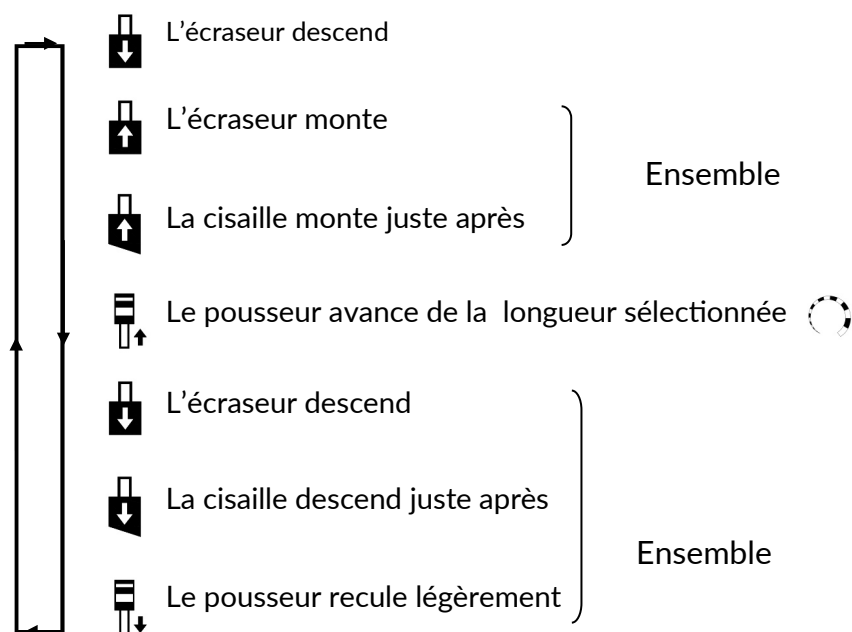 L’écraseur descend
L’écraseur monte
Ensemble
La cisaille monte juste après
Le pousseur avance de la longueur sélectionnée
L’écraseur descend
La cisaille descend juste après
Ensemble
Le pousseur recule légèrement